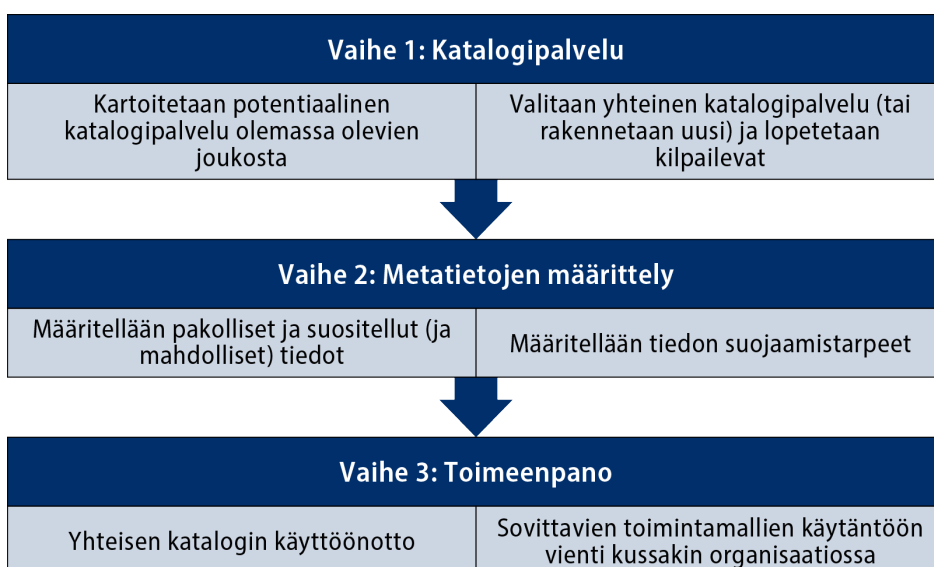 Vaihe 1: Katalogipalvelu
Kartoitetaan potentiaalinen
katalogipalvelu olemassa olevien
joukosta
Valitaan yhteinen katalogipalvelu (tai
rakennetaan uusi) ja lopetetaan
kilpailevat
Vaihe 2: Metatietojen määrittely
Määritellään pakolliset ja suositellut (ja
mahdolliset) tiedot
Määritellään tiedon suojaamistarpeet
Vaihe 3: Toimeenpano
Yhteisen katalogin käyttöönotto
Sovittavien toimintamallien käytäntöön
vienti kussakin organisaatiossa